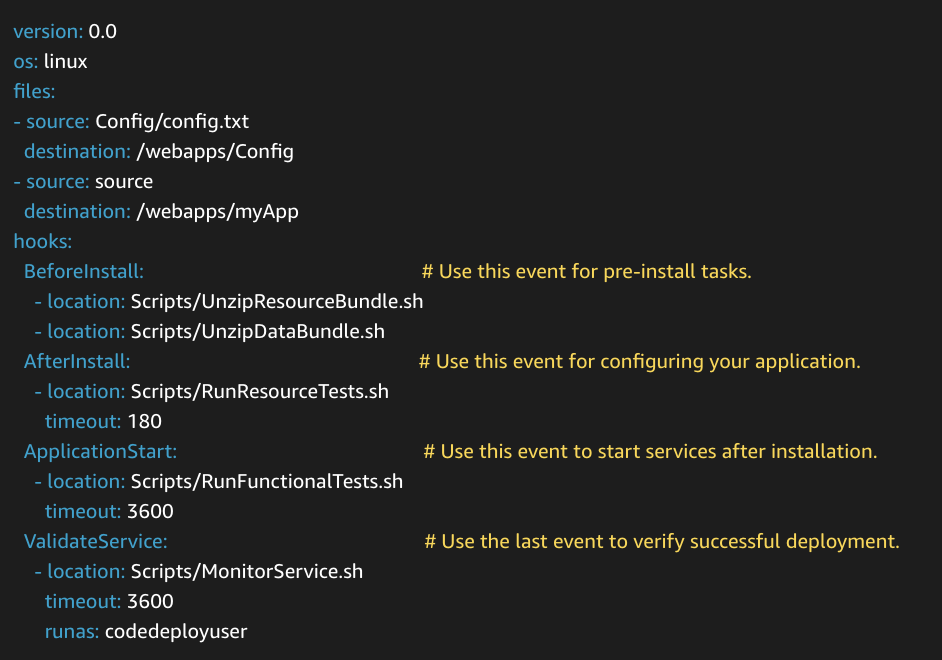 version: 0.0
os: linux
files:
- source: Config/config.txt
  destination: /webapps/Config
- source: source
  destination: /webapps/myApp
hooks:
  BeforeInstall: # Use this event for pre-install tasks.
    - location: Scripts/UnzipResourceBundle.sh
    - location: Scripts/UnzipDataBundle.sh
  AfterInstall: # Use this event for configuring your application.
    - location: Scripts/RunResourceTests.sh
      timeout: 180
  ApplicationStart: # Use this event to start services after installation.
    - location: Scripts/RunFunctionalTests.sh
      timeout: 3600
  ValidateService: # Use the last event to verify successful deployment.
    - location: Scripts/MonitorService.sh
      timeout: 3600
      runas: codedeployuser